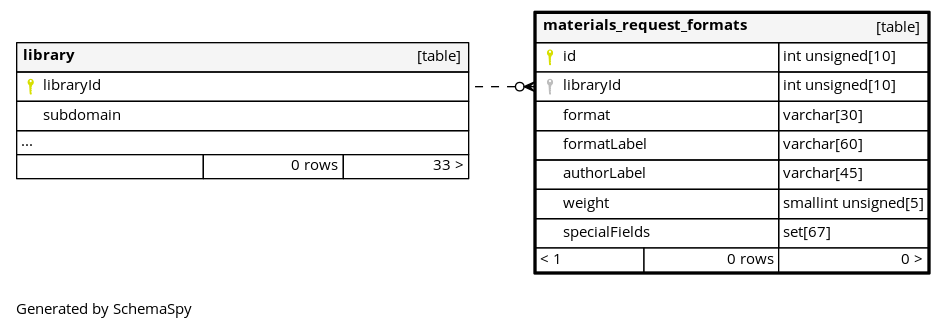 library [table]
libraryId
subdomain
...
0 rows 33 >
materials_request_formats [table]
id int unsigned[10]
libraryId int unsigned[10]
format varchar[30]
formatLabel varchar[60]
authorLabel varchar[45]
weight smallint unsigned[5]
specialFields set[67]
< 1 0 rows 0 >
Generated by SchemaSpy